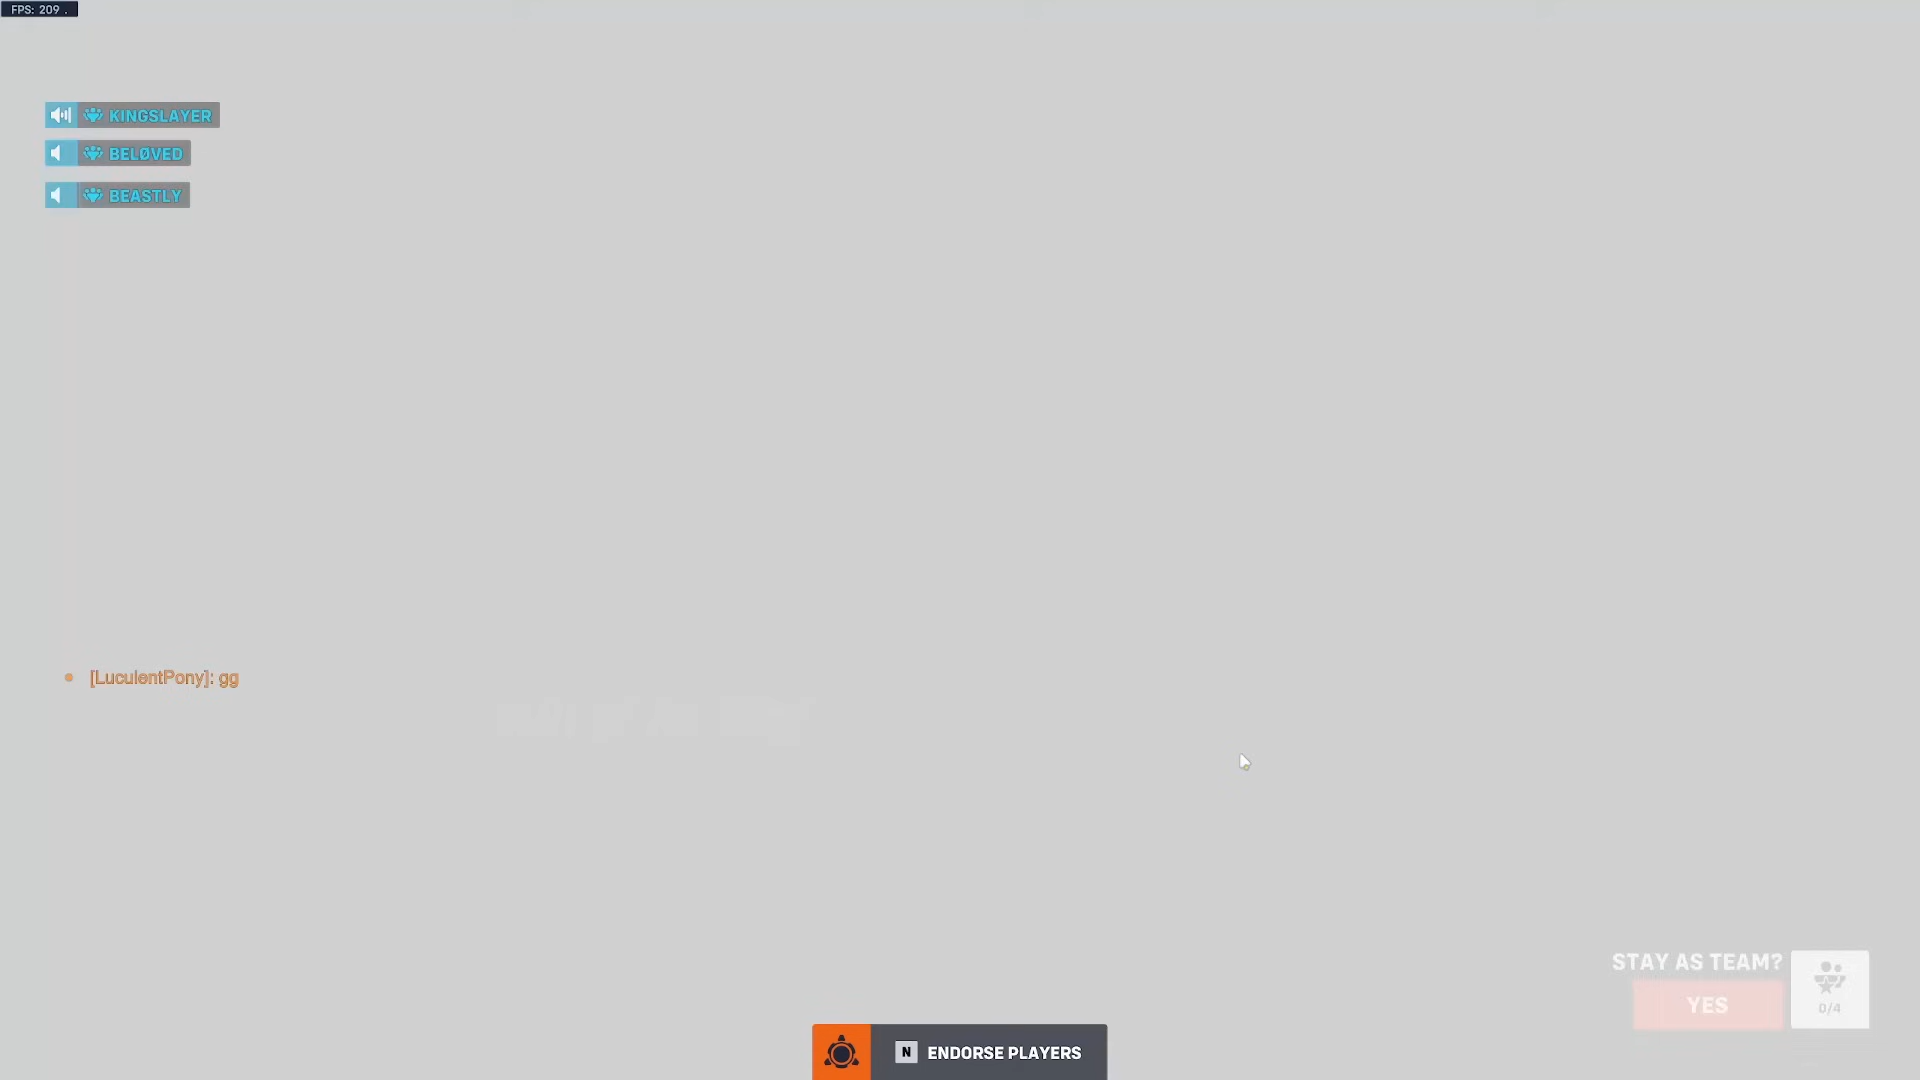 FPS: 209 .
KINGSLAYER
BELØVED
BEASTLY
[LuculentPony]: gg
STAY AS TEAM?
YES
0/4
N ENDORSE PLAYERS